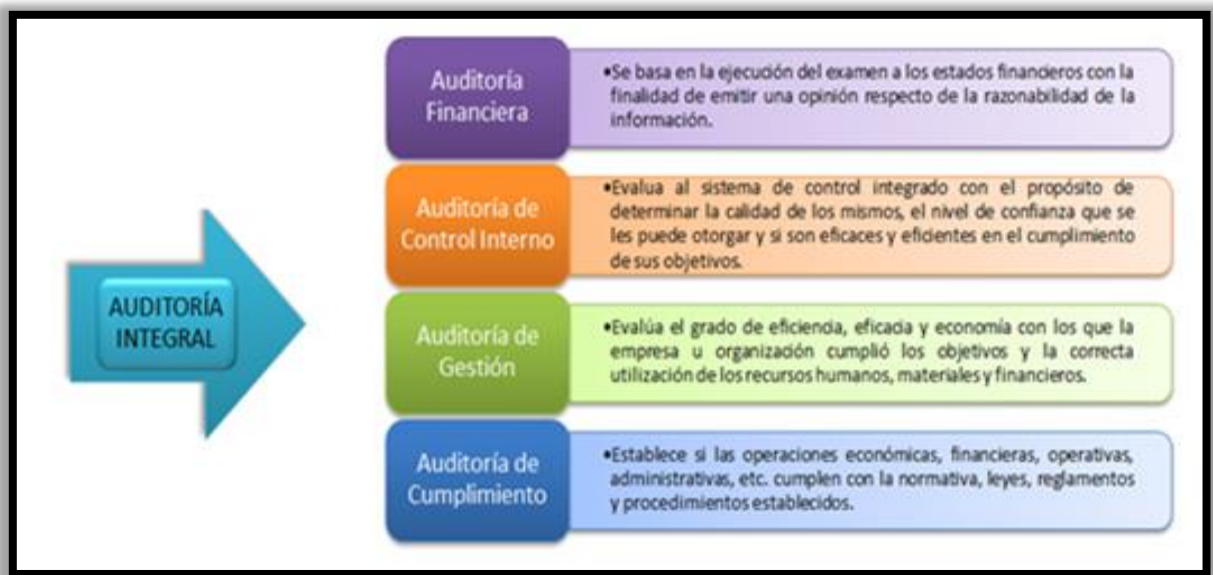 AUDITORÍA
INTEGRAL
Auditoría
Financiera
•Se basa en la ejecución del examen a los estados financieros con la
finalidad de emitir una opinión respecto de la razonabilidad de la
información.
Auditoría de
Control Interno
•Evalua al sistema de control integrado con el propósito de
determinar la calidad de los mismos, el nivel de confianza que se
les puede otorgar y si son eficaces y eficientes en el cumplimiento
de sus objetivos.
Auditoría de
Gestión
•Evalúa el grado de eficiencia, eficacia y economía con los que la
empresa u organización cumplió los objetivos y la correcta
utilización de los recursos humanos, materiales y financieros.
Auditoría de
Cumplimiento
•Establece si las operaciones económicas, financieras, operativas,
administrativas, etc. cumplen con la normativa, leyes, reglamentos
y procedimientos establecidos.